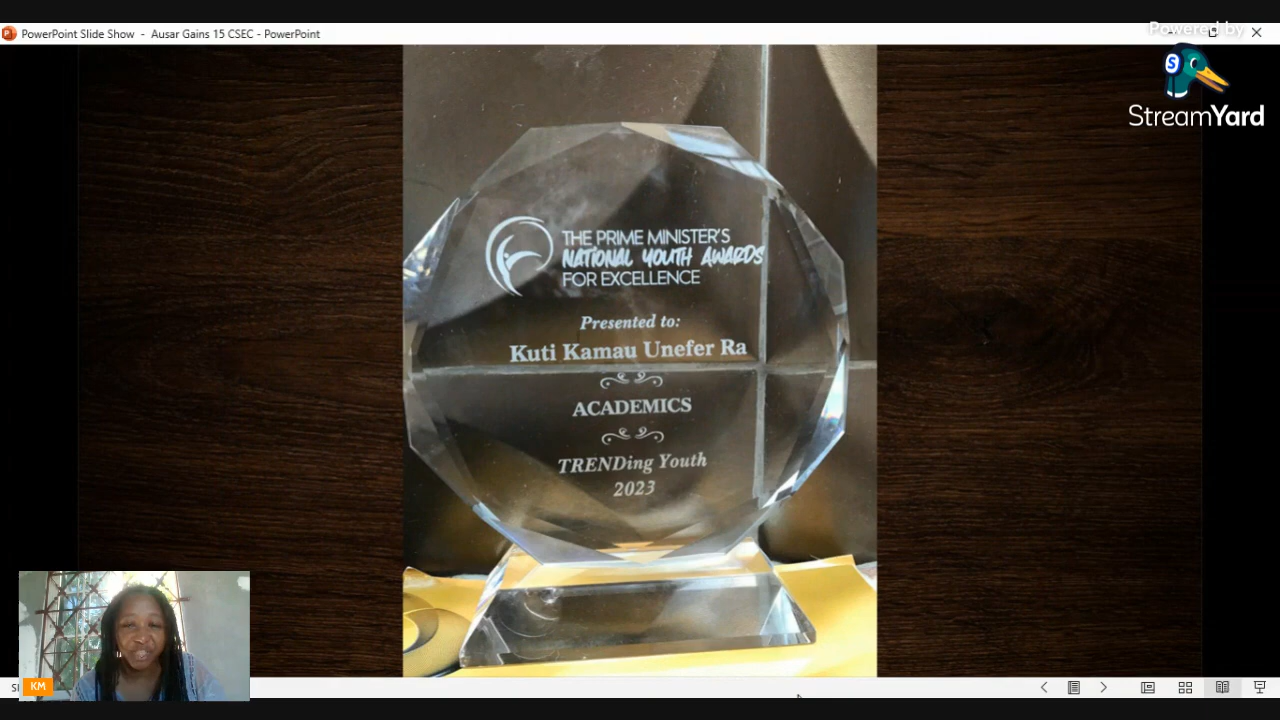 PowerPoint Slide Show - Ausar Gains 15 CSEC - PowerPoint
Powered by
S
StreamYard
THE PRIME MINISTER'S
NATIONAL YOUTH AWARDS
FOR EXCELLENCE
Presented to:
Kuti Kamau Unefer Ra
ACADEMICS
TRENDing Youth
2023
KM